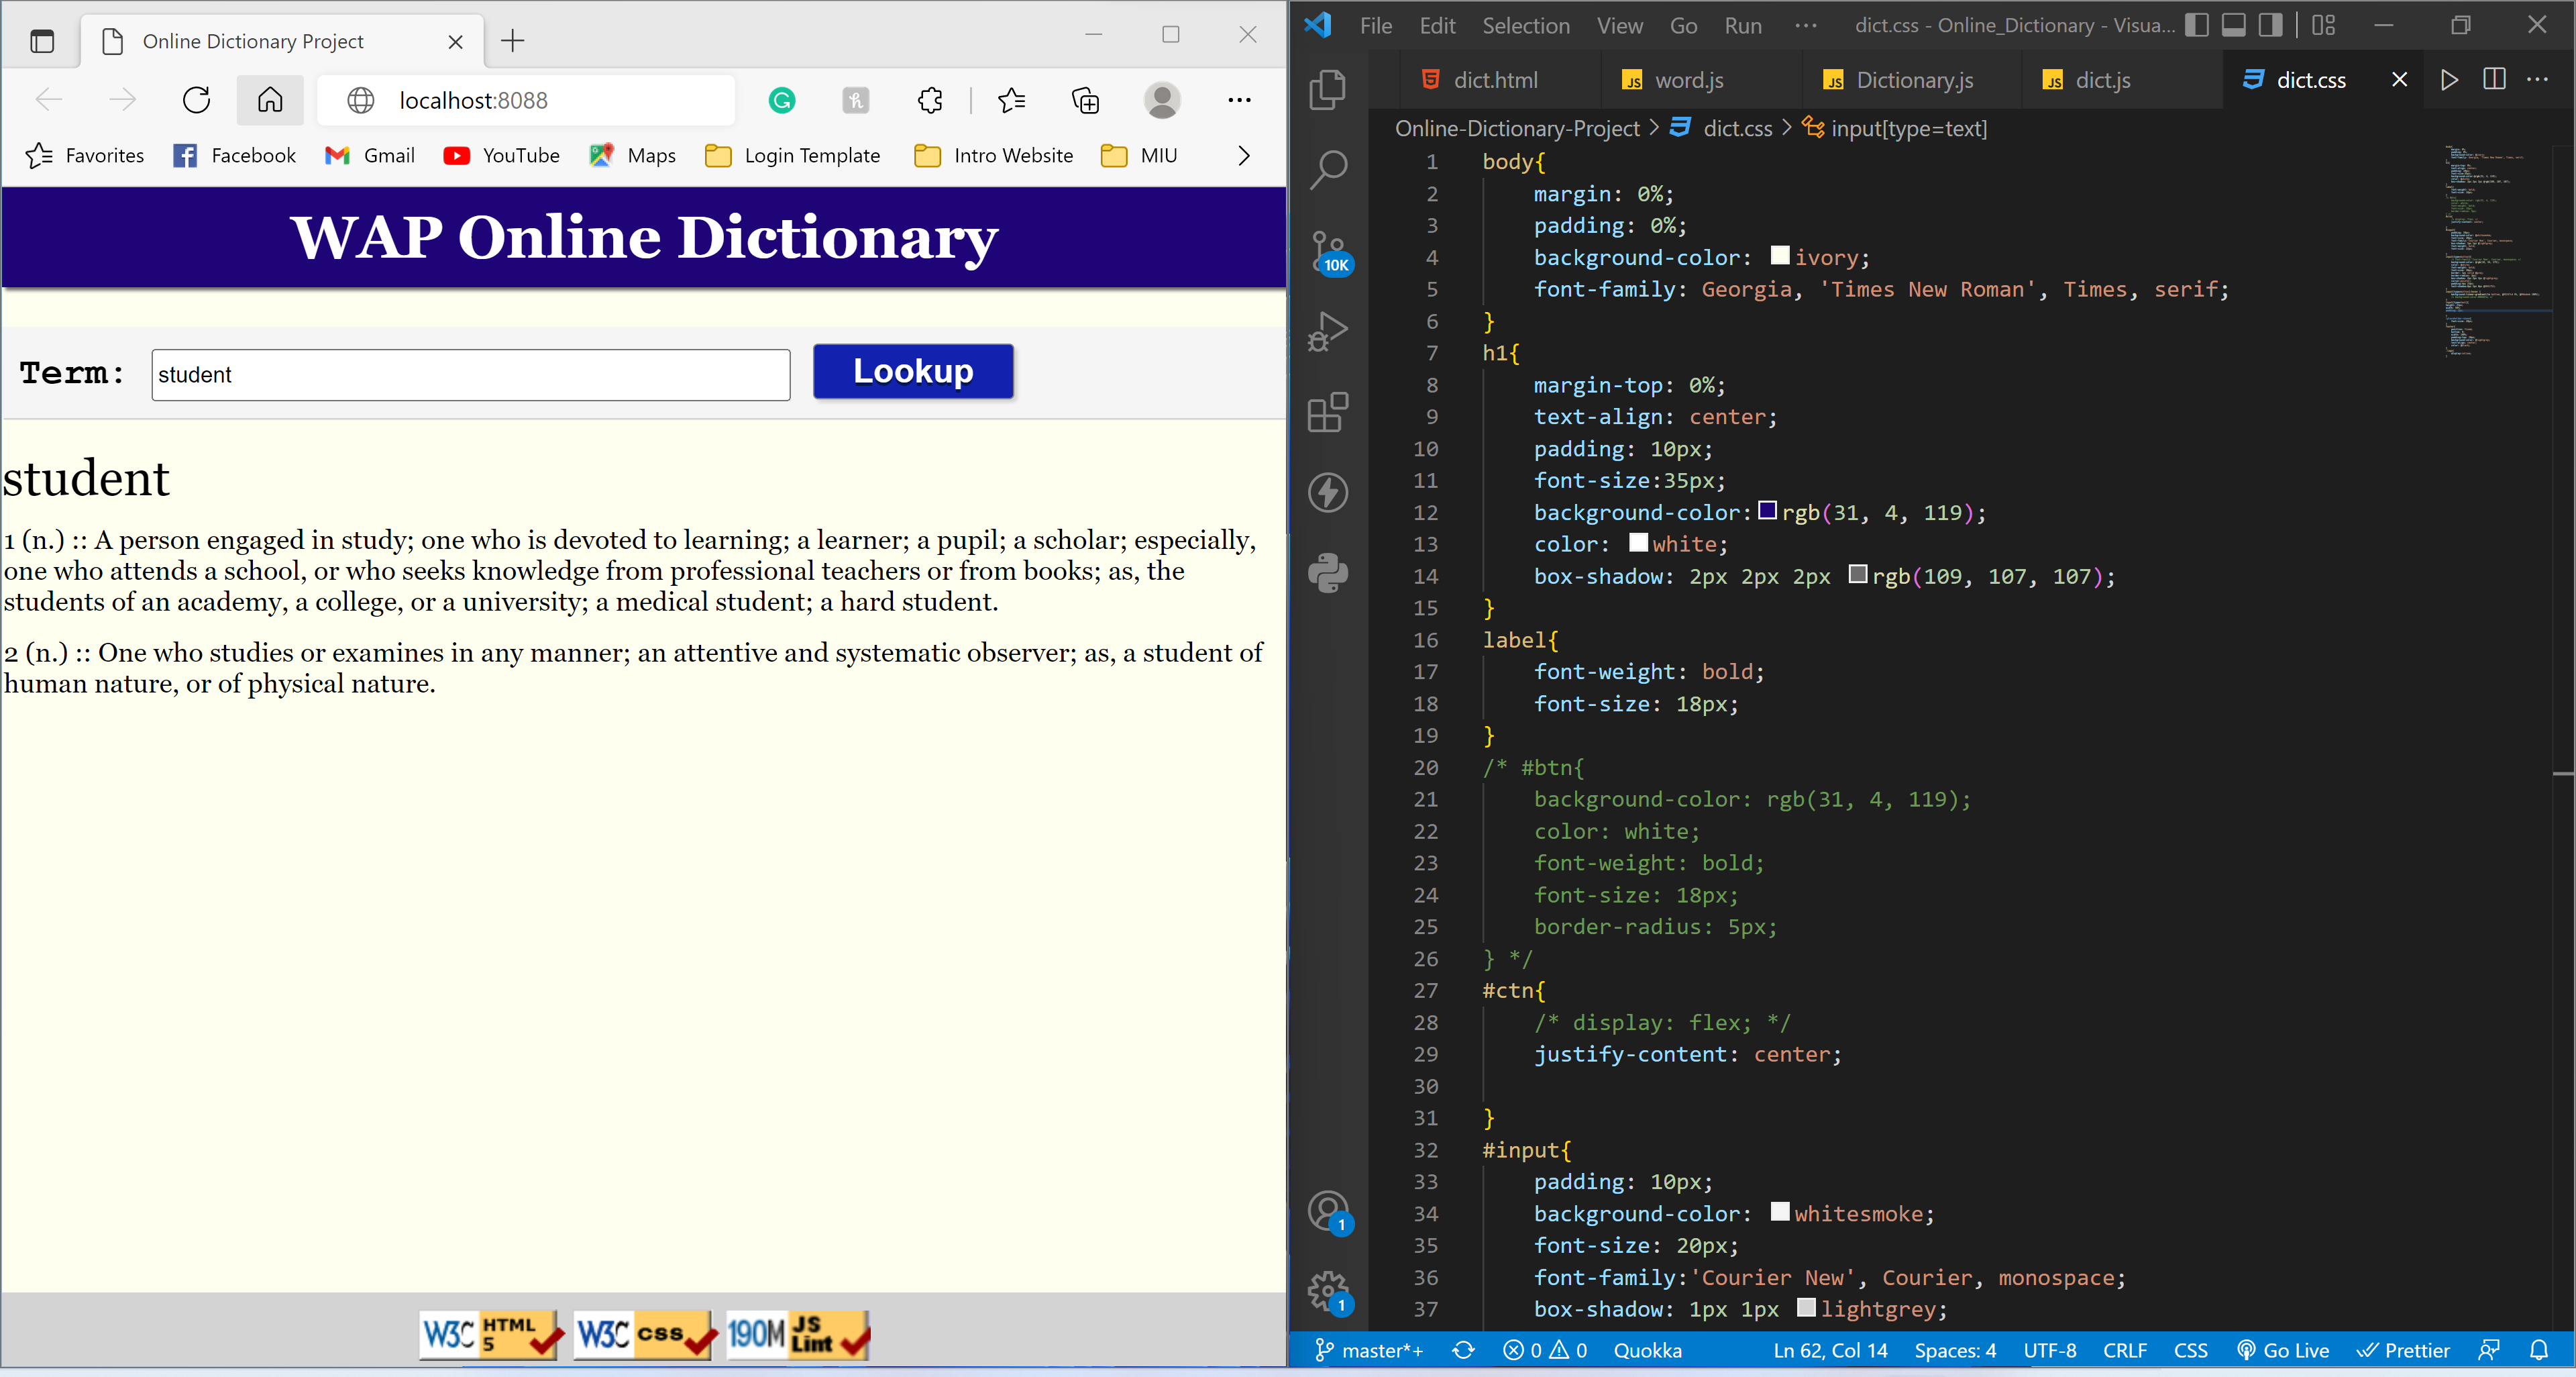 Online Dictionary Project
localhost:8088
Favorites Facebook Gmail YouTube Maps Login Template Intro Website MIU
WAP Online Dictionary
Term: student Lookup
student
1 (n.) :: A person engaged in study; one who is devoted to learning; a learner; a pupil; a scholar; especially,
one who attends a school, or who seeks knowledge from professional teachers or from books; as, the
students of an academy, a college, or a university; a medical student; a hard student.
2 (n.) :: One who studies or examines in any manner; an attentive and systematic observer; as, a student of
human nature, or of physical nature.
W3C HTML 5 W3C css 190M JS Lint
File Edit Selection View Go Run ··· dict.css - Online_Dictionary - Visua...
dict.html JS word.js JS Dictionary.js JS dict.js dict.css
Online-Dictionary-Project > dict.css > input[type=text]
10K
1
1
1 body{
2 margin: 0%;
3 padding: 0%;
4 background-color: ivory;
5 font-family: Georgia, 'Times New Roman', Times, serif;
6 }
7 h1{
8 margin-top: 0%;
9 text-align: center;
10 padding: 10px;
11 font-size:35px;
12 background-color:rgb(31, 4, 119);
13 color: white;
14 box-shadow: 2px 2px 2px rgb(109, 107, 107);
15 }
16 label{
17 font-weight: bold;
18 font-size: 18px;
19 }
20 /* #btn{
21 background-color: rgb(31, 4, 119);
22 color: white;
23 font-weight: bold;
24 font-size: 18px;
25 border-radius: 5px;
26 } */
27 #ctn{
28 /* display: flex; */
29 justify-content: center;
30
31 }
32 #input{
33 padding: 10px;
34 background-color: whitesmoke;
35 font-size: 20px;
36 font-family:'Courier New', Courier, monospace;
37 box-shadow: 1px 1px lightgrey;
master*+ 0 0 Quokka Ln 62, Col 14 Spaces: 4 UTF-8 CRLF CSS Go Live Prettier